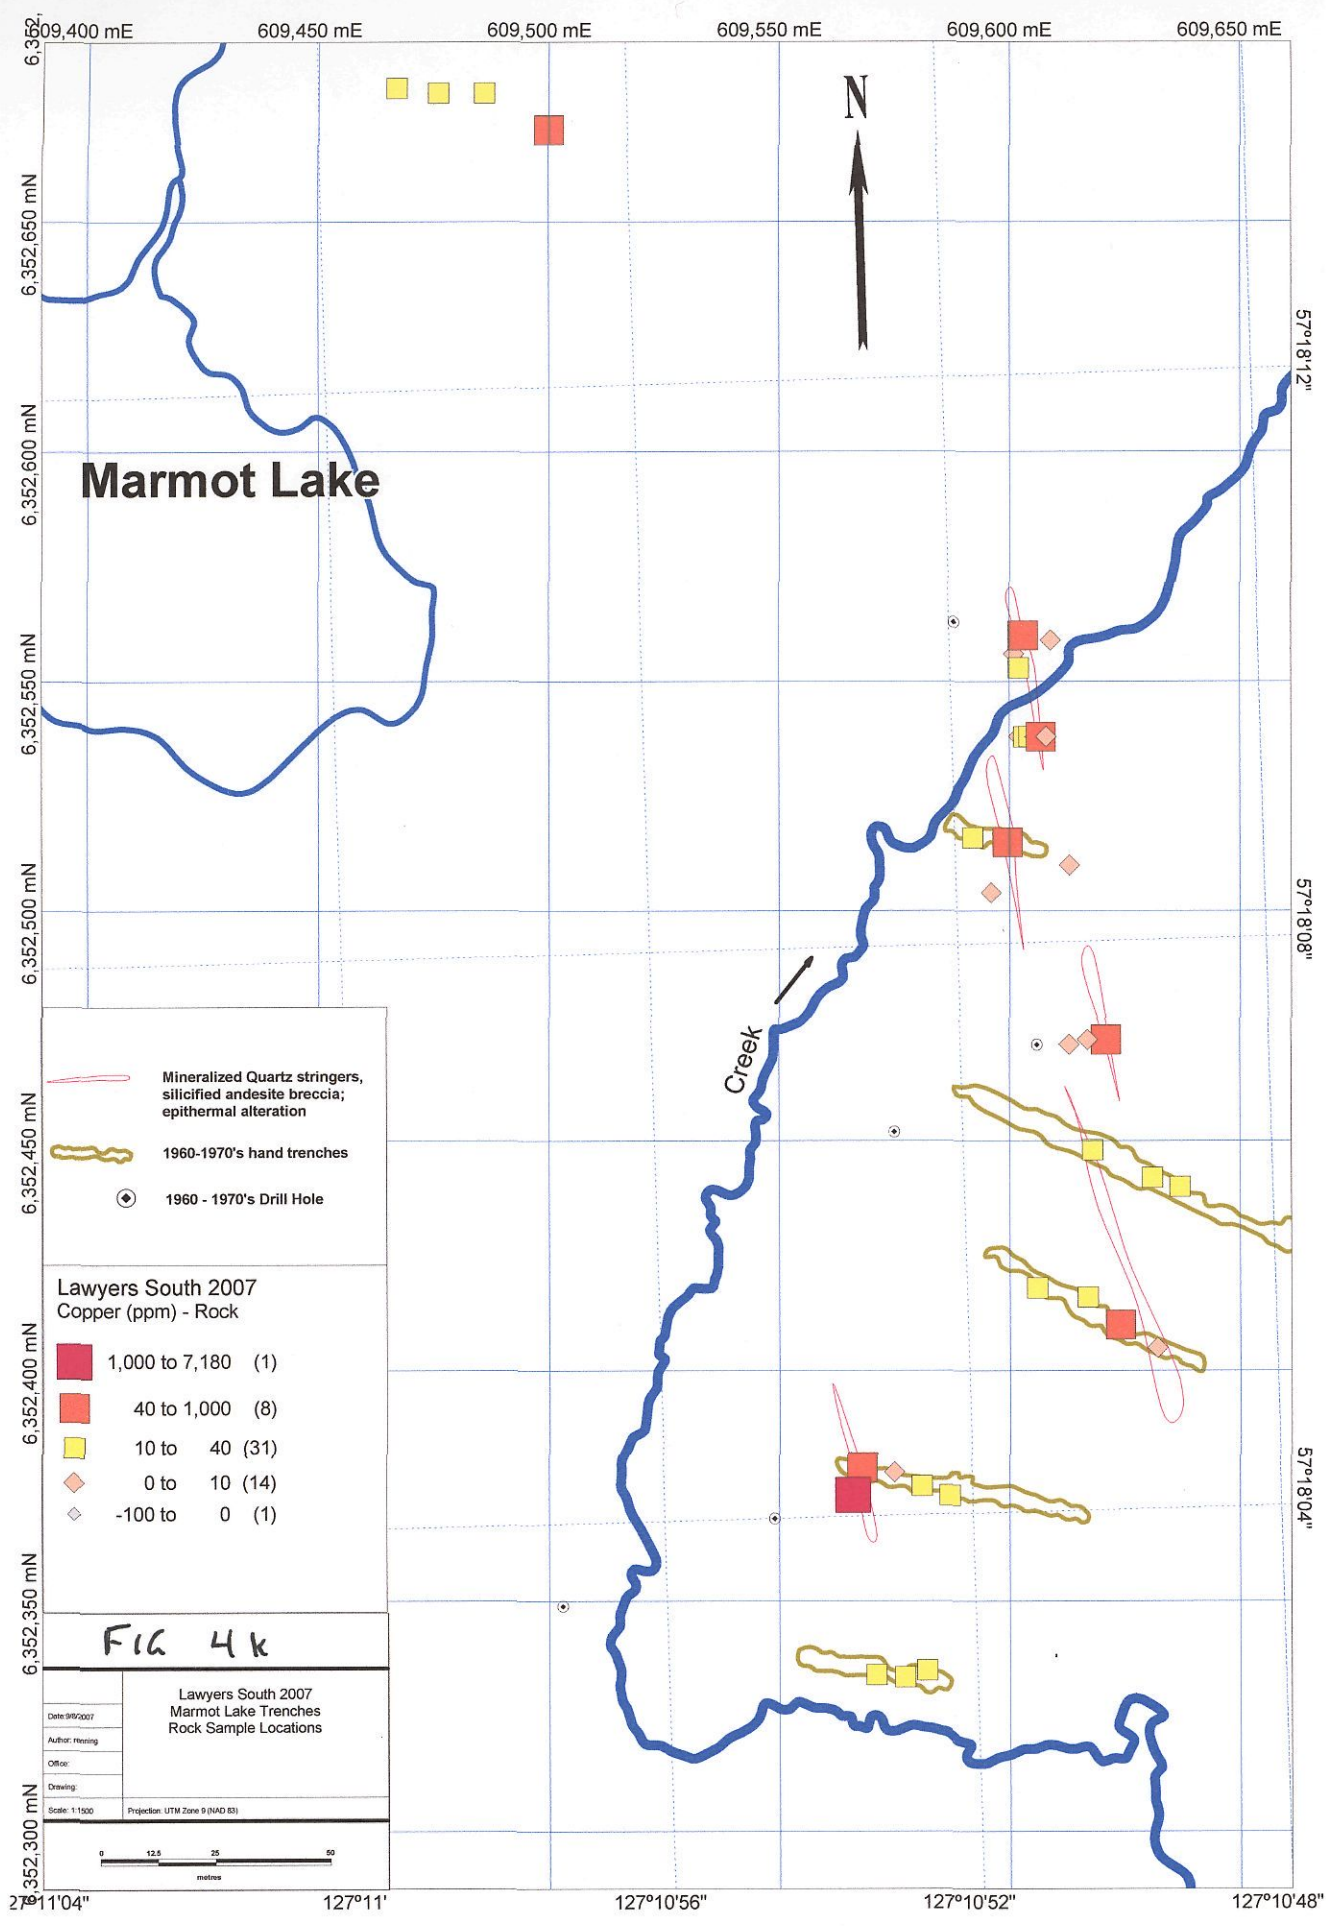 609,400 mE 609,450 mE 609,500 mE 609,550 mE 609,600 mE 609,650 mE
6,352,
N
6,352,650 mN
57°18'12"
6,352,600 mN
Marmot Lake
6,352,550 mN
6,352,500 mN
57°18'08"
Creek
6,352,450 mN
Mineralized Quartz stringers,
silicified andesite breccia;
epithermal alteration
1960-1970's hand trenches
1960 - 1970's Drill Hole
Lawyers South 2007
Copper (ppm) - Rock
1,000 to 7,180 (1)
40 to 1,000 (8)
10 to 40 (31)
0 to 10 (14)
-100 to 0 (1)
6,352,400 mN
57°18'04"
6,352,350 mN
FIG 4k
Lawyers South 2007
Marmot Lake Trenches
Rock Sample Locations
Date:9/8/2007
Author: renning
Office:
Drawing:
Scale: 1:1500
Projection: UTM Zone 9 (NAD 83)
0 12.5 25 50
metres
,352,300 mN
27°11'04" 127°11' 127°10'56" 127°10'52" 127°10'48"